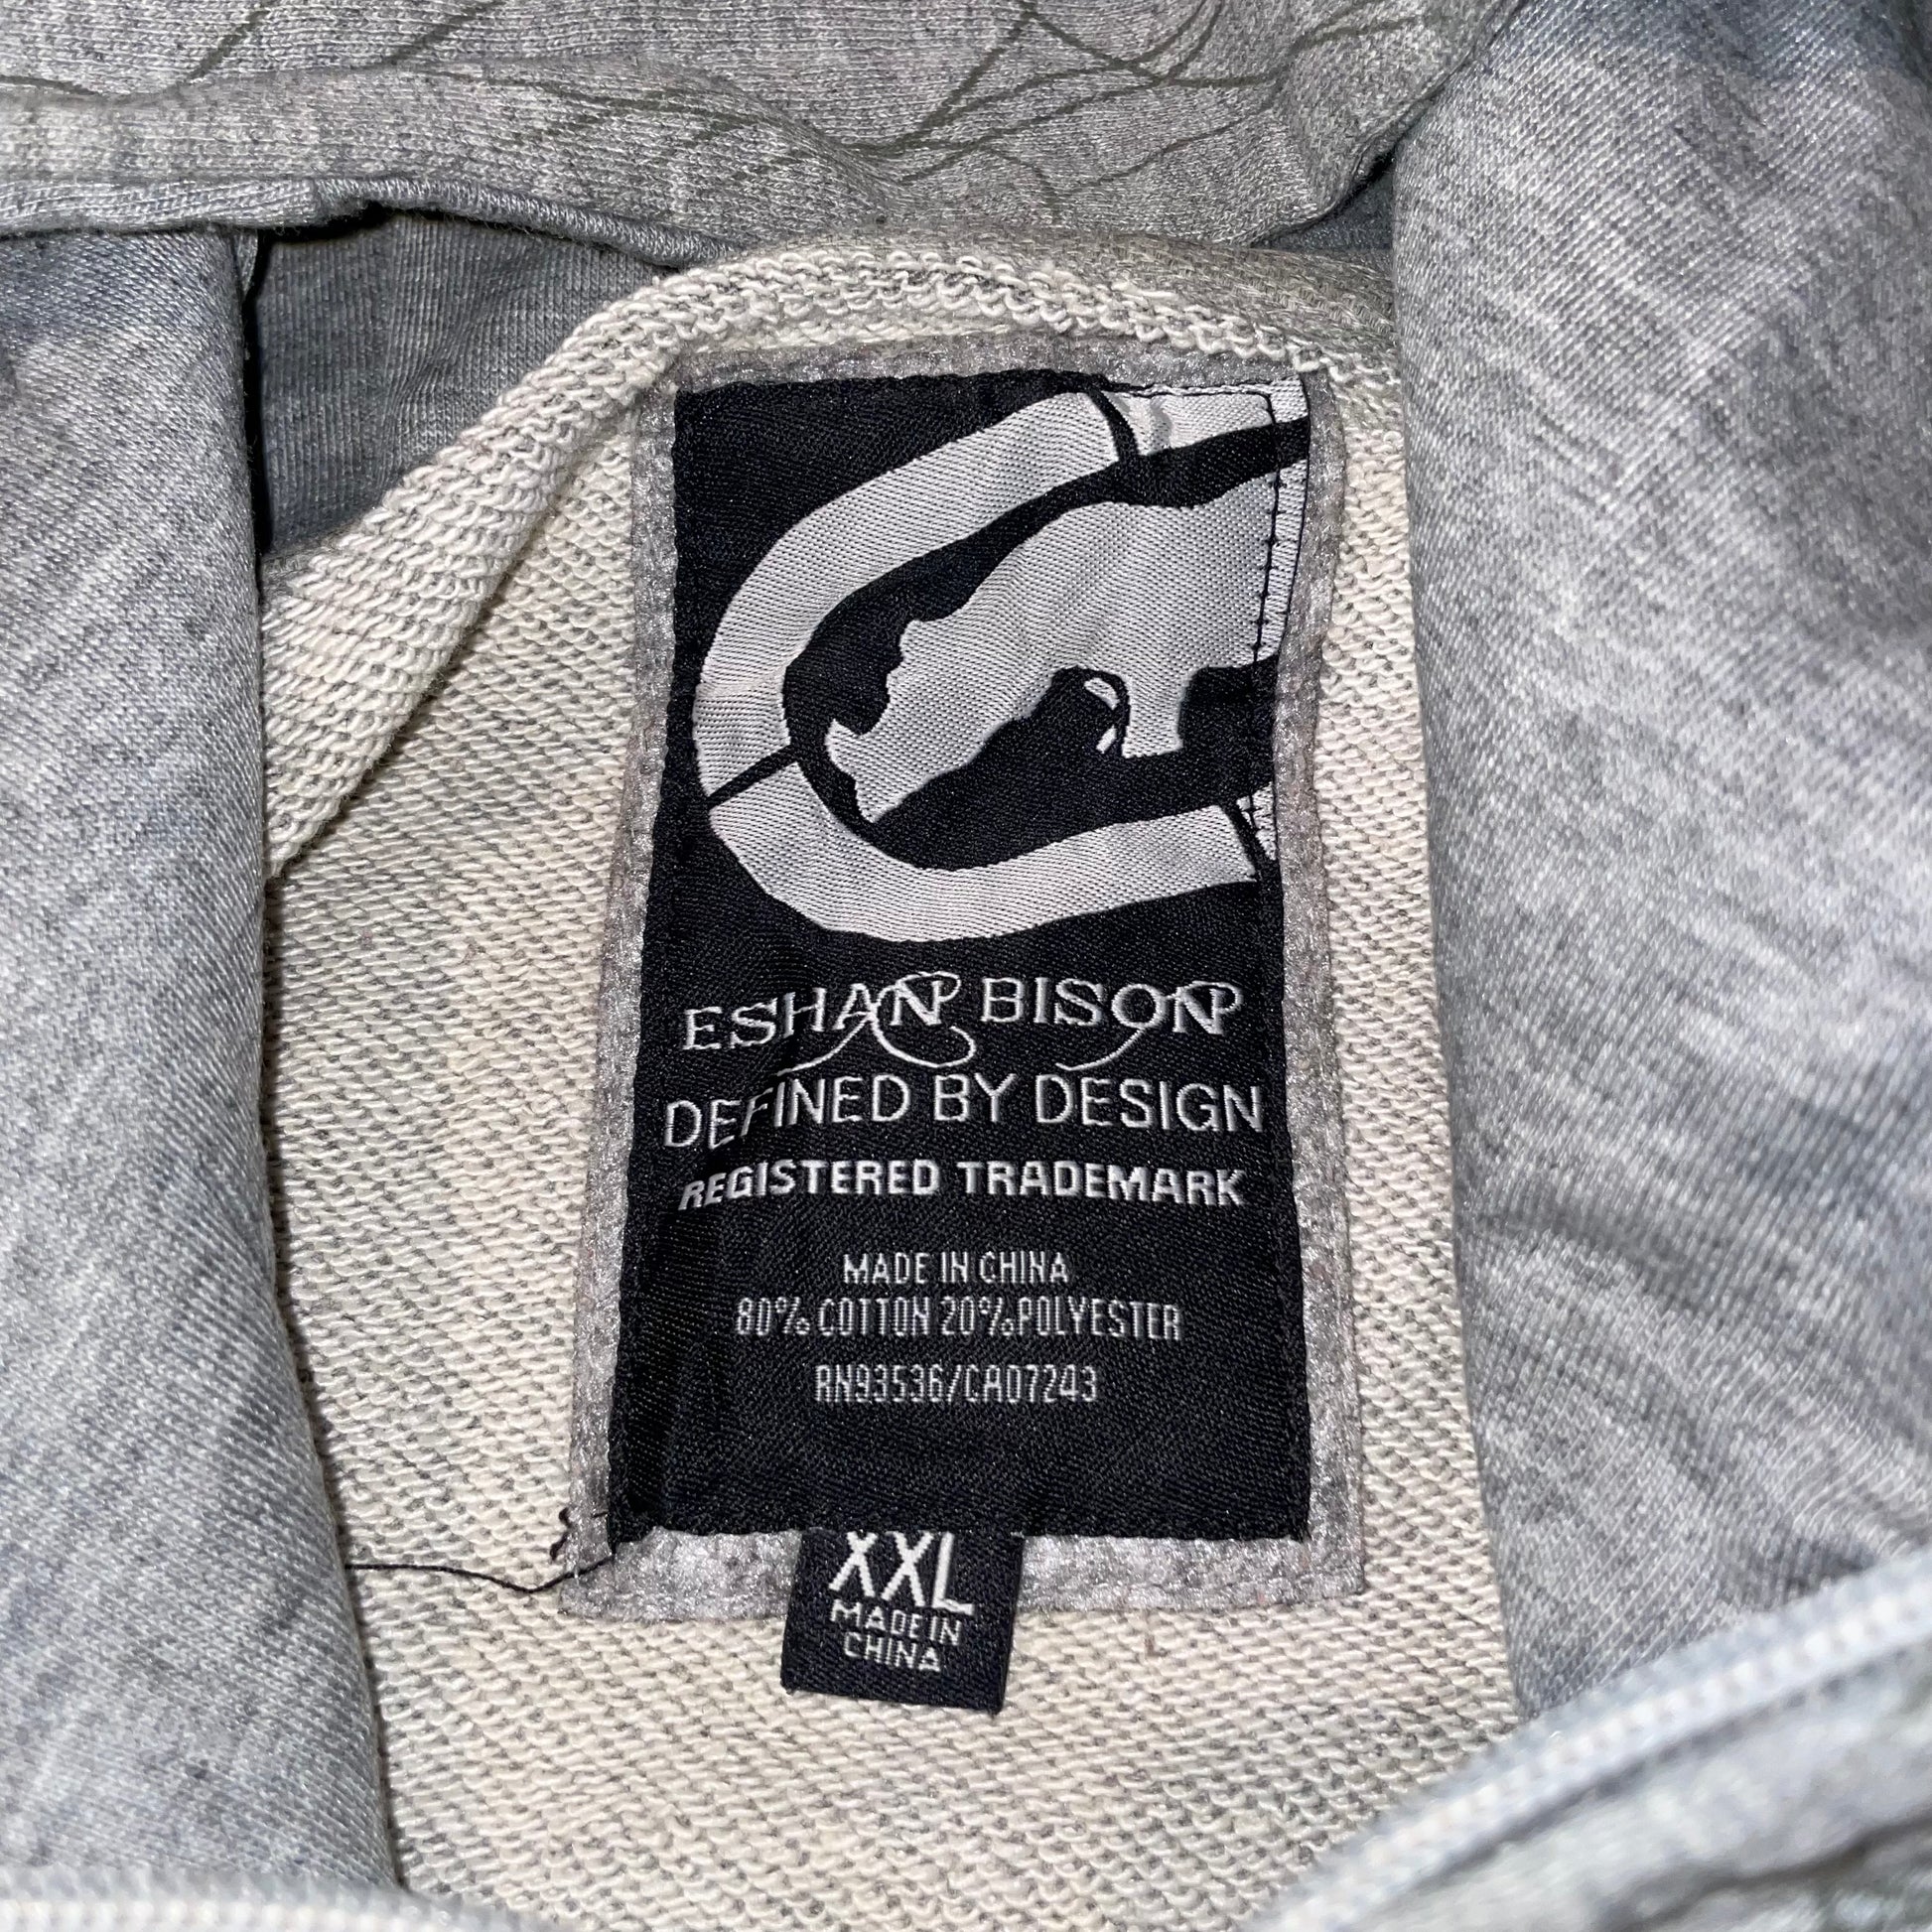 ESHAN BISON
DEFINED BY DESIGN
REGISTERED TRADEMARK
MADE IN CHINA
80% COTTON 20%POLYESTER
RN93536/CA07243
XXL
MADE IN
CHINA